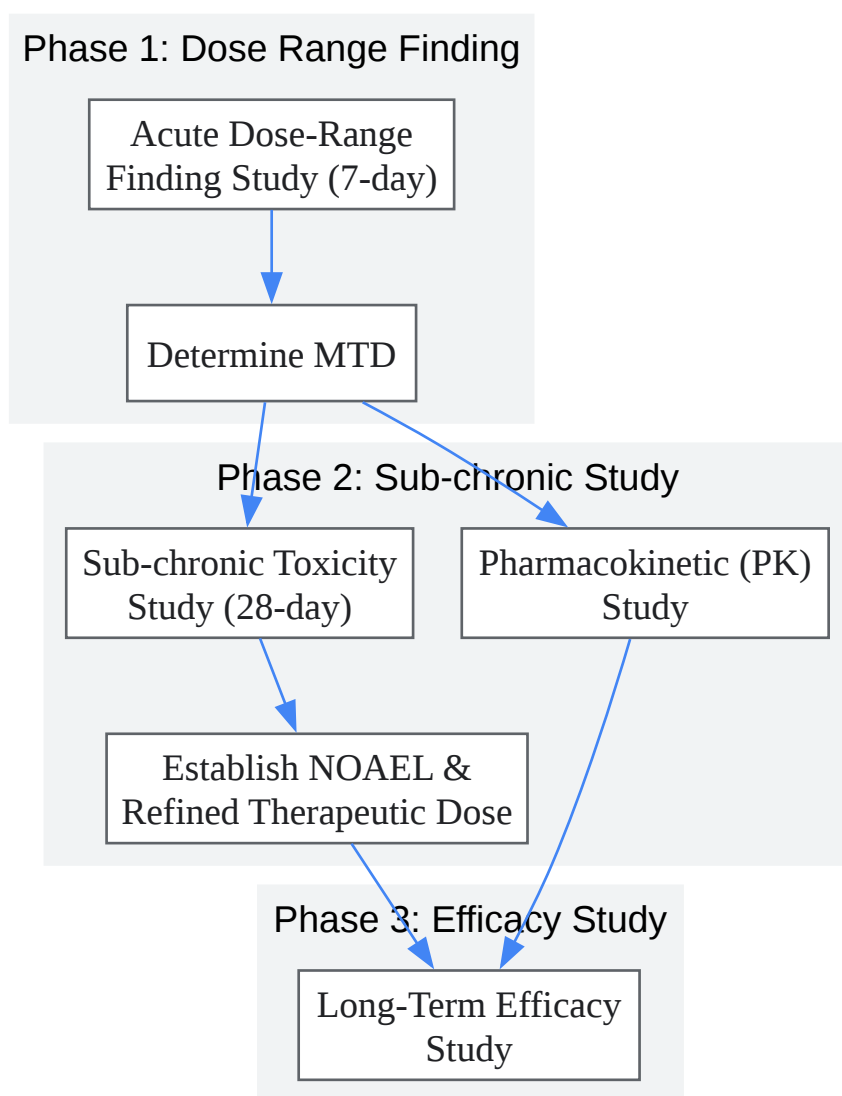 Phase 1: Dose Range Finding
Acute Dose-Range
Finding Study (7-day)
Determine MTD
Phase 2: Sub-chronic Study
Sub-chronic Toxicity
Study (28-day)
Pharmacokinetic (PK)
Study
Establish NOAEL &
Refined Therapeutic Dose
Phase 3: Efficacy Study
Long-Term Efficacy
Study